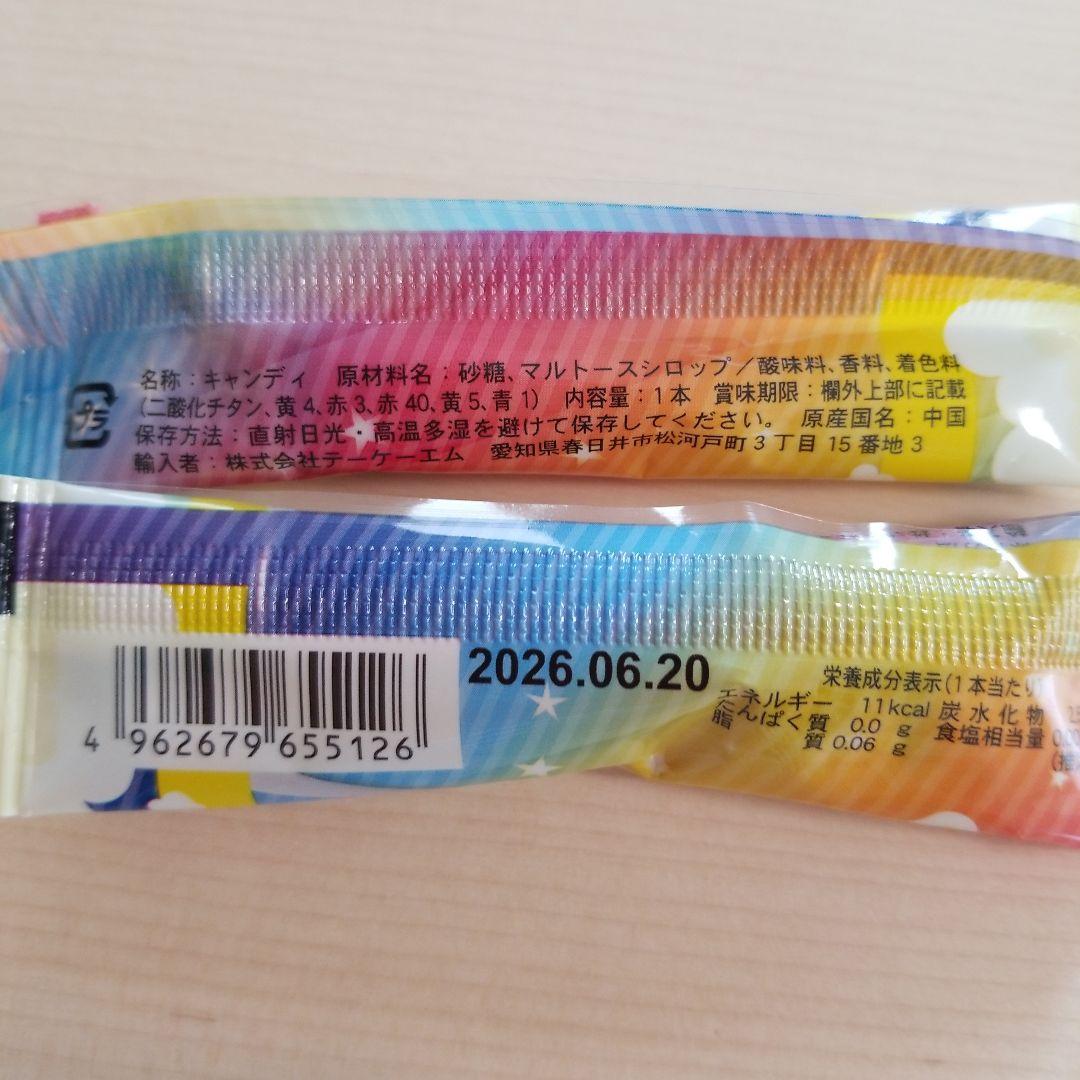 名称：キャンディ 原材料名：砂糖、マルトースシロップ／酸味料、香料、着色料
プラ
(二酸化チタン、黄4、赤3、赤40、黄5、青1) 内容量：1本 賞味期限：欄外上部に記載
保存方法：直射日光・高温多湿を避けて保存してください。 原産国名：中国
輸入者：株式会社テーケーエム 愛知県春日井市松河戸町3丁目15番地3
2026.06.20
4 962679 655126
栄養成分表示(1本当たり)
エネルギー 11kcal 炭水化物
たんぱく質 0.0 g 食塩相当量
脂質 0.06 g